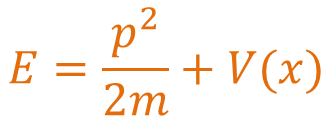 E = p²/2m + V(x)